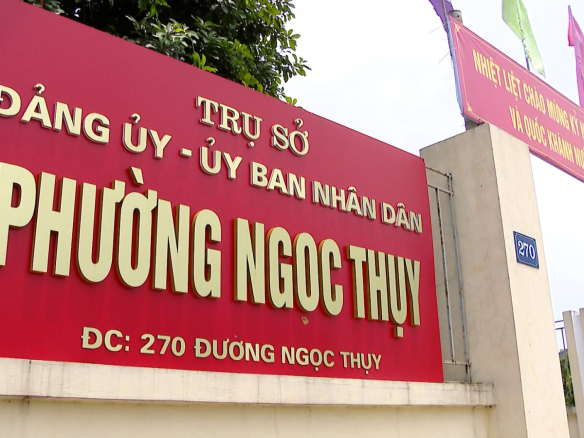 TRỤ SỞ
ĐẢNG ỦY - ỦY BAN NHÂN DÂN
PHƯỜNG NGỌC THỤY
ĐC: 270 ĐƯỜNG NGỌC THỤY
NHIỆT LIỆT CHÀO MỪNG
VÀ QUỐC KHÁNH
270